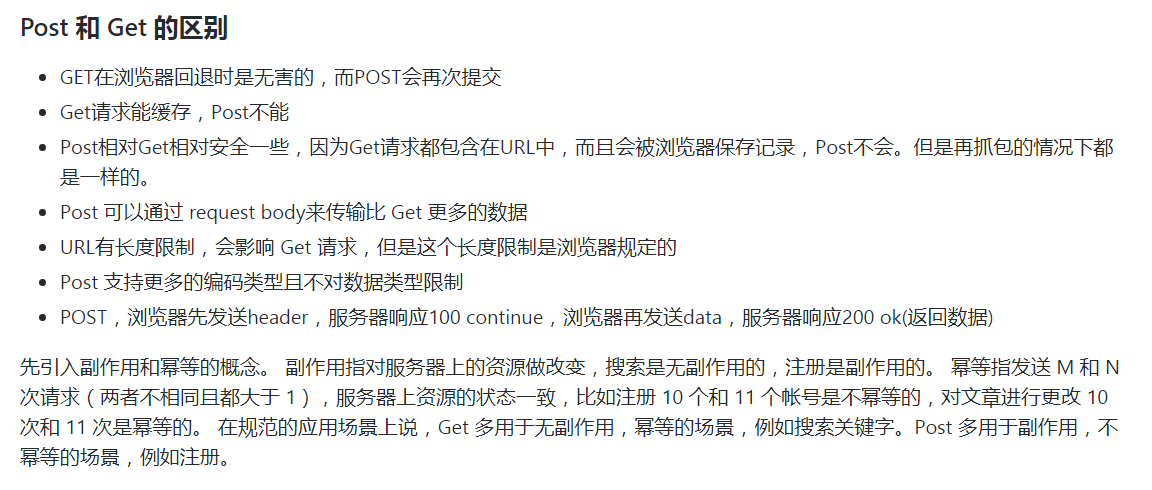 Post 和 Get 的区别
GET在浏览器回退时是无害的，而POST会再次提交
Get请求能缓存，Post不能
Post相对Get相对安全一些，因为Get请求都包含在URL中，而且会被浏览器保存记录，Post不会。但是再抓包的情况下都
是一样的。
Post 可以通过 request body来传输比 Get 更多的数据
URL有长度限制，会影响 Get 请求，但是这个长度限制是浏览器规定的
Post 支持更多的编码类型且不对数据类型限制
POST，浏览器先发送header，服务器响应100 continue，浏览器再发送data，服务器响应200 ok(返回数据)
先引入副作用和幂等的概念。 副作用指对服务器上的资源做改变，搜索是无副作用的，注册是副作用的。 幂等指发送 M 和 N
次请求（两者不相同且都大于 1），服务器上资源的状态一致，比如注册 10 个和 11 个帐号是不幂等的，对文章进行更改 10
次和 11 次是幂等的。 在规范的应用场景上说，Get 多用于无副作用，幂等的场景，例如搜索关键字。Post 多用于副作用，不
幂等的场景，例如注册。